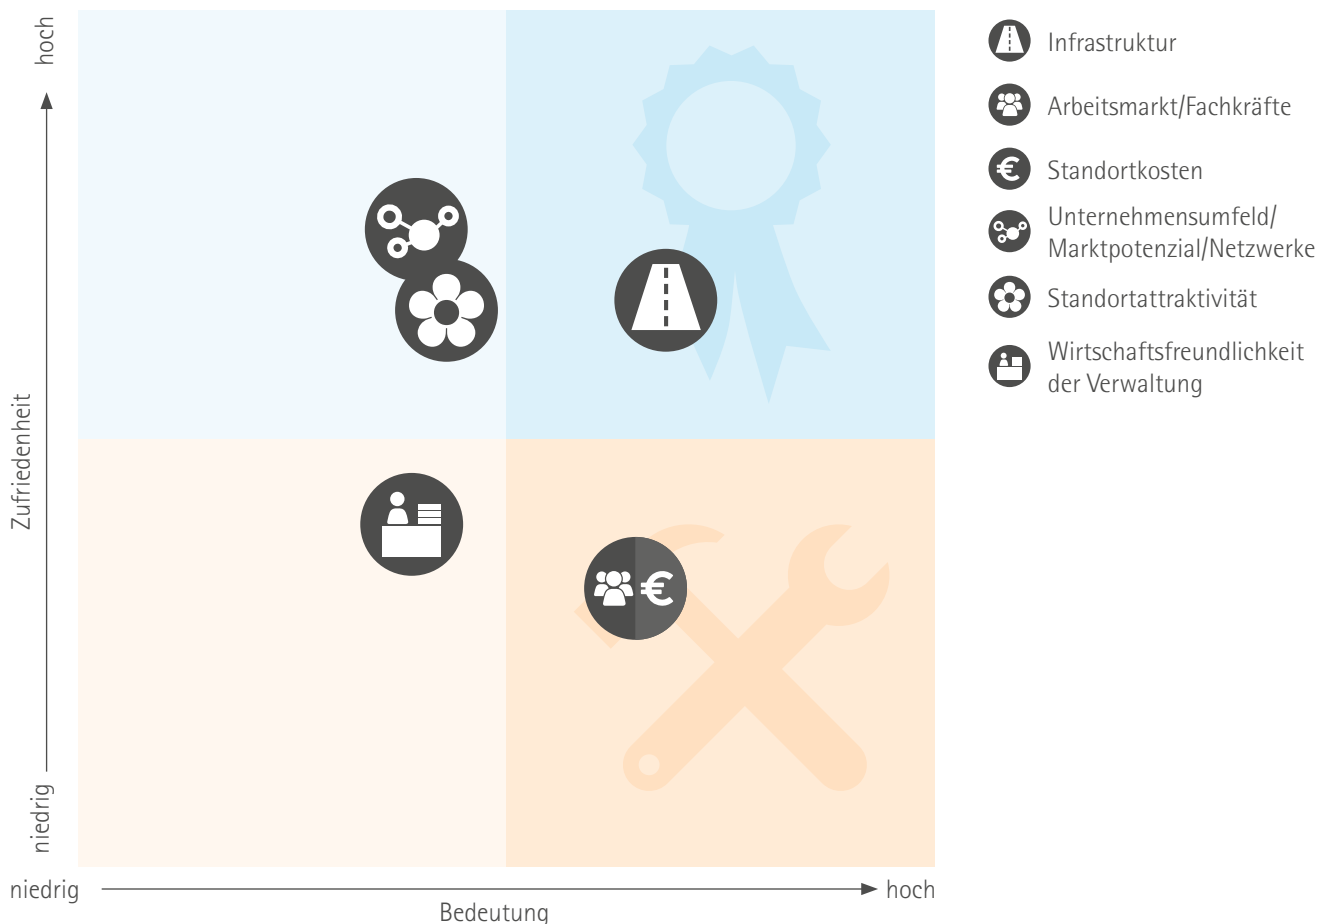 hoch
Zufriedenheit
niedrig
niedrig
hoch
Bedeutung
€
Infrastruktur
Arbeitsmarkt/Fachkräfte
€
Standortkosten
Unternehmensumfeld/
Marktpotenzial/Netzwerke
Standortattraktivität
Wirtschaftsfreundlichkeit
der Verwaltung